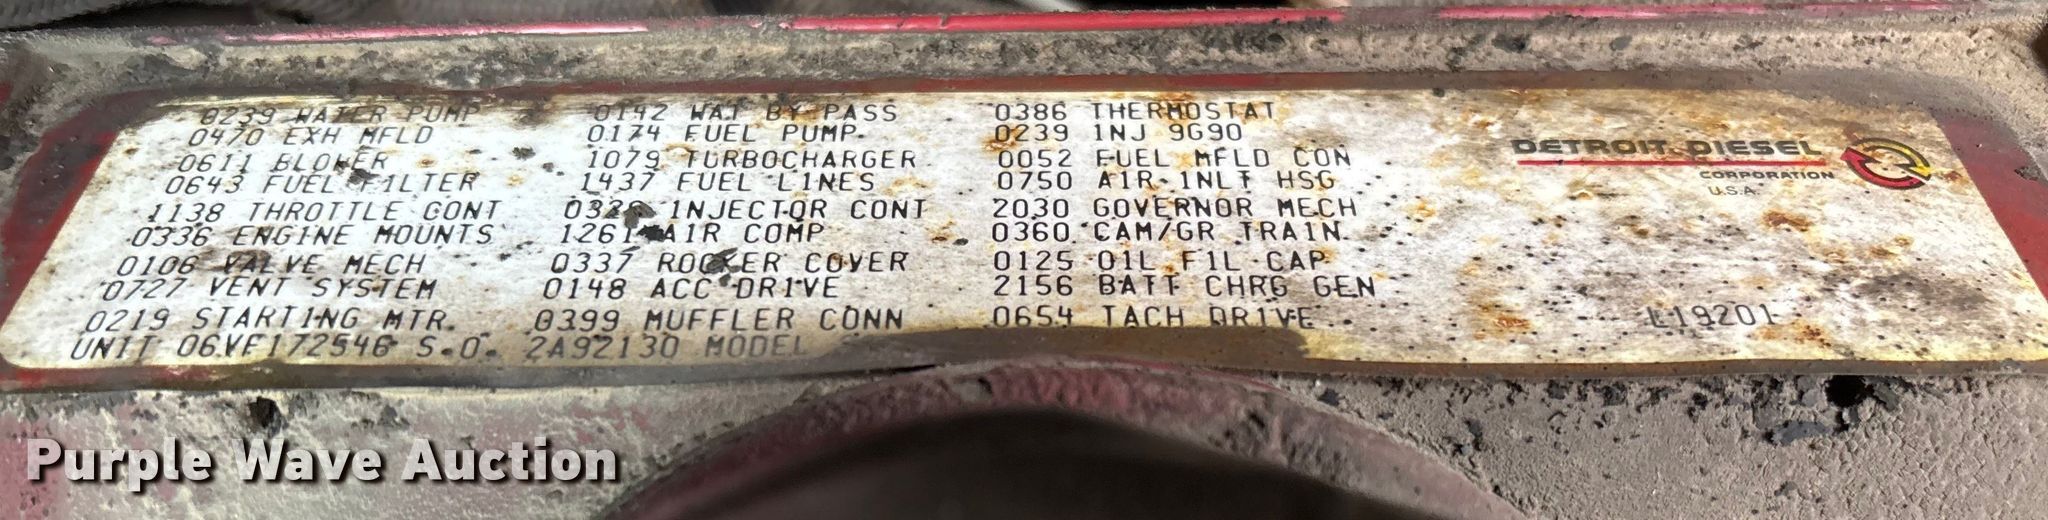 0239 WATER PUMP 0142 WAT BY PASS 0386 THERMOSTAT
0470 EXH MFLD 0174 FUEL PUMP 0239 INJ 9G90
0611 BLOWER 1079 TURBOCHARGER 0052 FUEL MFLD CON
0643 FUEL FILTER 1437 FUEL LINES 0750 AIR INLT HSG
1138 THROTTLE CONT INJECTOR CONT 2030 GOVERNOR MECH
0336 ENGINE MOUNTS 1261 AIR COMP 0360 CAM/GR TRAIN
0106 VALVE MECH 0337 ROCKER COVER 0125 OIL FIL CAP
0727 VENT SYSTEM 0148 ACC DRIVE 2156 BATT CHRG GEN
0219 STARTING MTR. 0399 MUFFLER CONN 0654 TACH DRIVE
UNIT 06VF172546 S.O. 2A92130 MODEL
DETROIT DIESEL
CORPORATION
U.S.A.
L19201
Purple Wave Auction